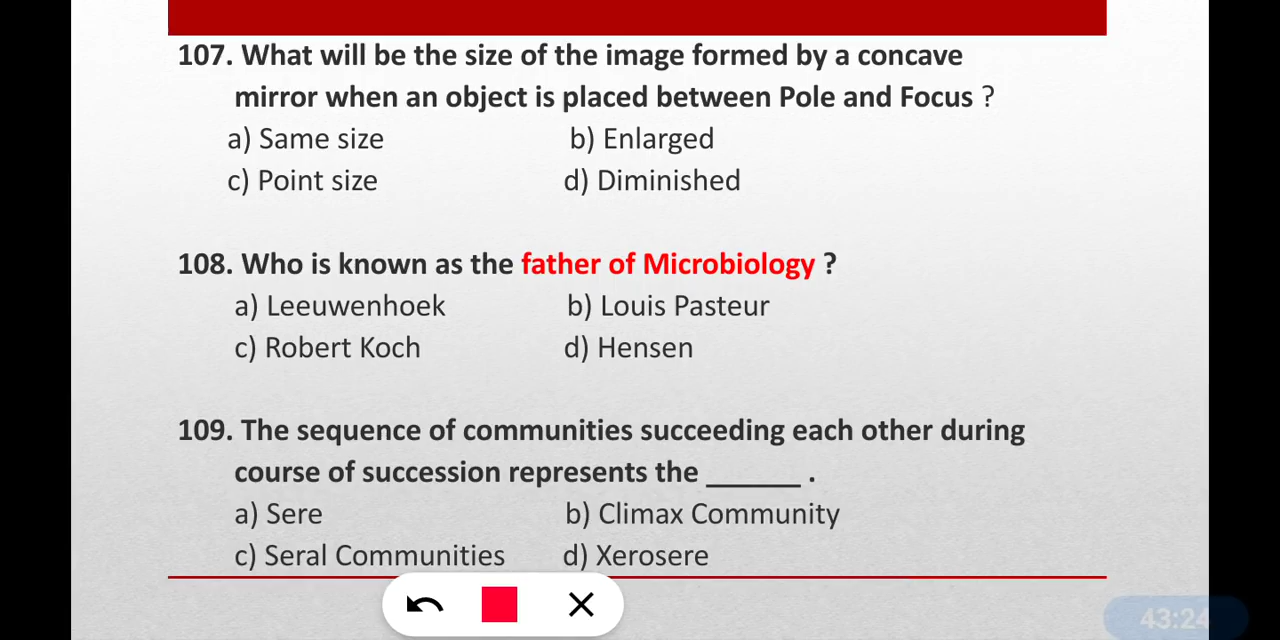 107. What will be the size of the image formed by a concave
mirror when an object is placed between Pole and Focus ?
a) Same size b) Enlarged
c) Point size d) Diminished
108. Who is known as the father of Microbiology ?
a) Leeuwenhoek b) Louis Pasteur
c) Robert Koch d) Hensen
109. The sequence of communities succeeding each other during
course of succession represents the ______ .
a) Sere b) Climax Community
c) Seral Communities d) Xerosere
43:24